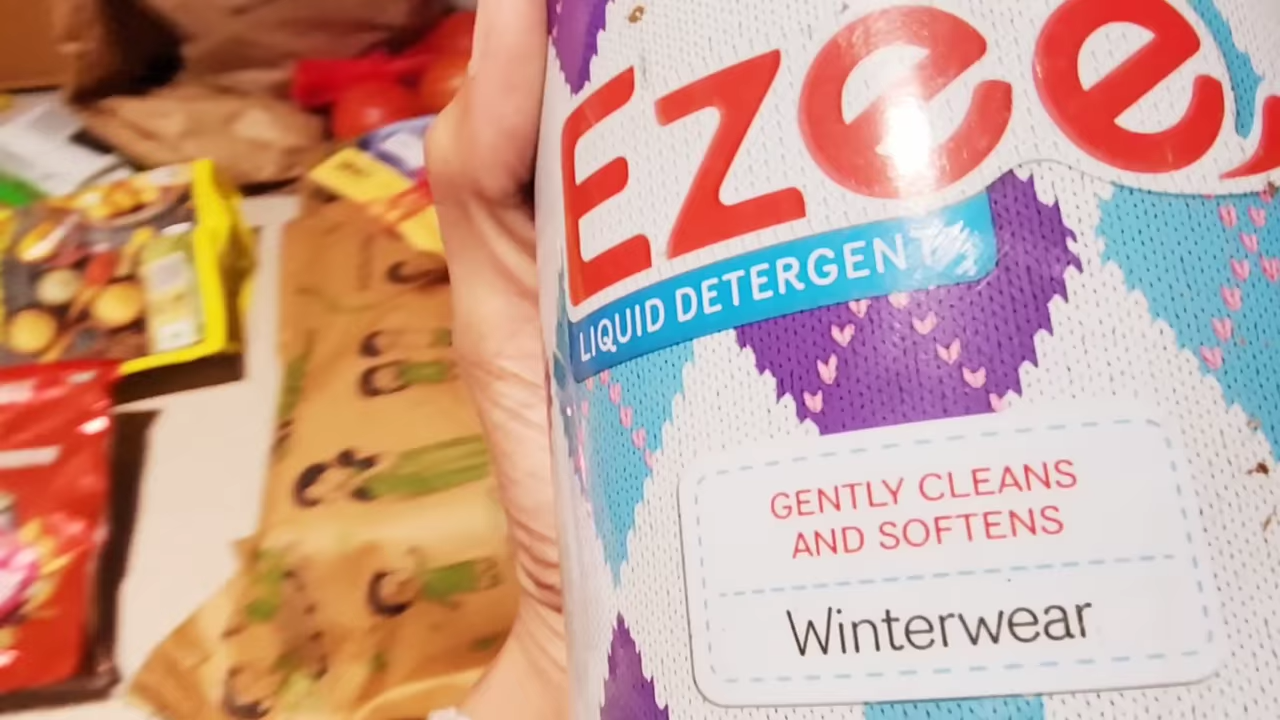 Ezee
LIQUID DETERGENT
GENTLY CLEANS
AND SOFTENS
Winterwear